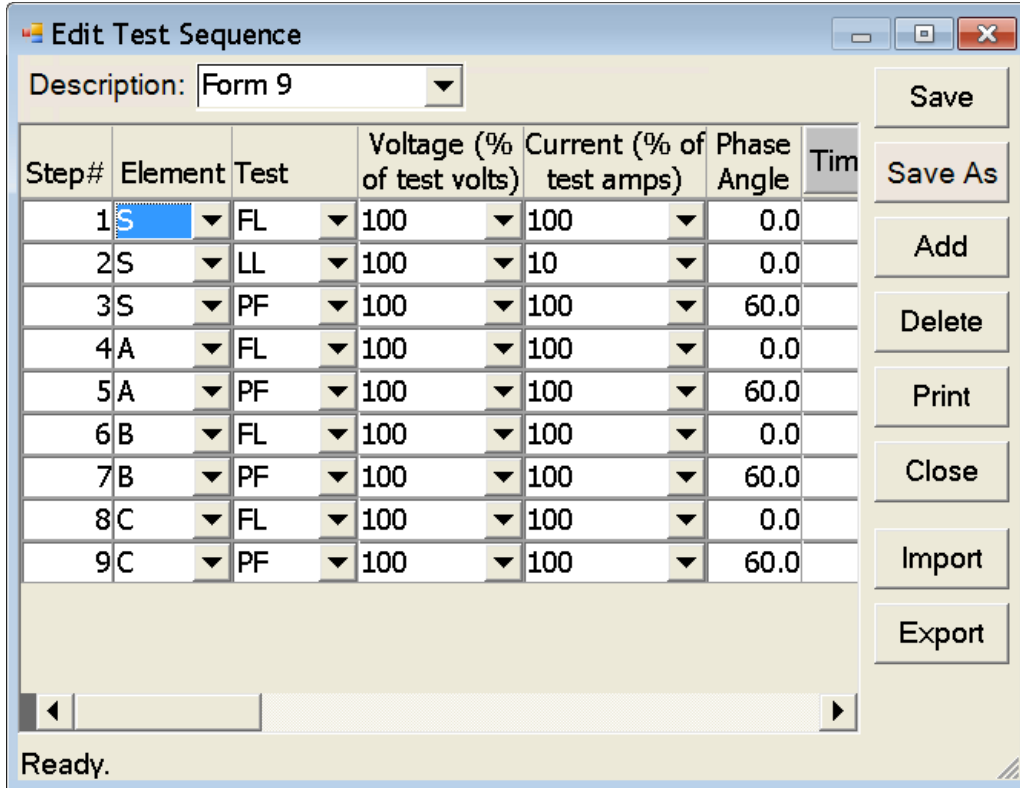 Edit Test Sequence
Description: Form 9
Save
Step# Element Test Voltage (% of test volts) Current (% of test amps) Phase Angle Tim
Save As
1 S FL 100 100 0.0
Add
2 S LL 100 10 0.0
3 S PF 100 100 60.0
Delete
4 A FL 100 100 0.0
5 A PF 100 100 60.0
Print
6 B FL 100 100 0.0
7 B PF 100 100 60.0
Close
8 C FL 100 100 0.0
9 C PF 100 100 60.0
Import
Export
Ready.